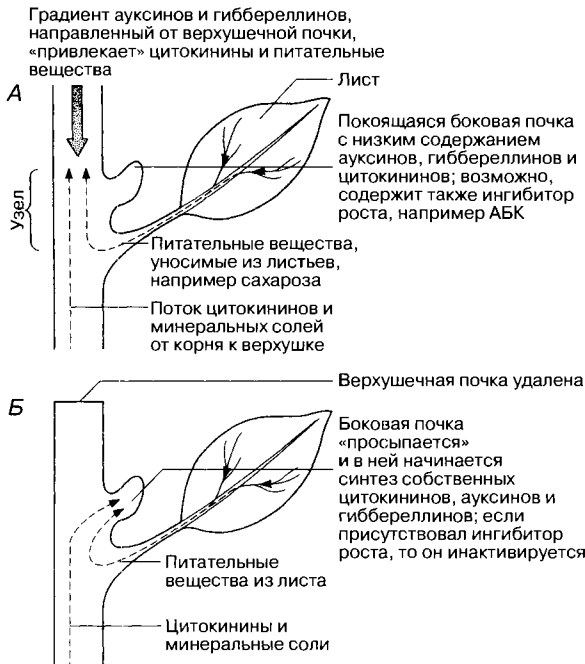 Градиент ауксинов и гиббереллинов,
направленный от верхушечной почки,
«привлекает» цитокинины и питательные
вещества
А
Лист
Покоящаяся боковая почка
с низким содержанием
ауксинов, гиббереллинов и
цитокининов; возможно,
содержит также ингибитор
роста, например АБК
Узел
Питательные вещества,
уносимые из листьев,
например сахароза
Поток цитокининов и
минеральных солей
от корня к верхушке
Верхушечная почка удалена
Б
Боковая почка
«просыпается»
и в ней начинается
синтез собственных
цитокининов, ауксинов и
гиббереллинов; если
присутствовал ингибитор
роста, то он инактивируется
Питательные
вещества из листа
Цитокинины и
минеральные соли